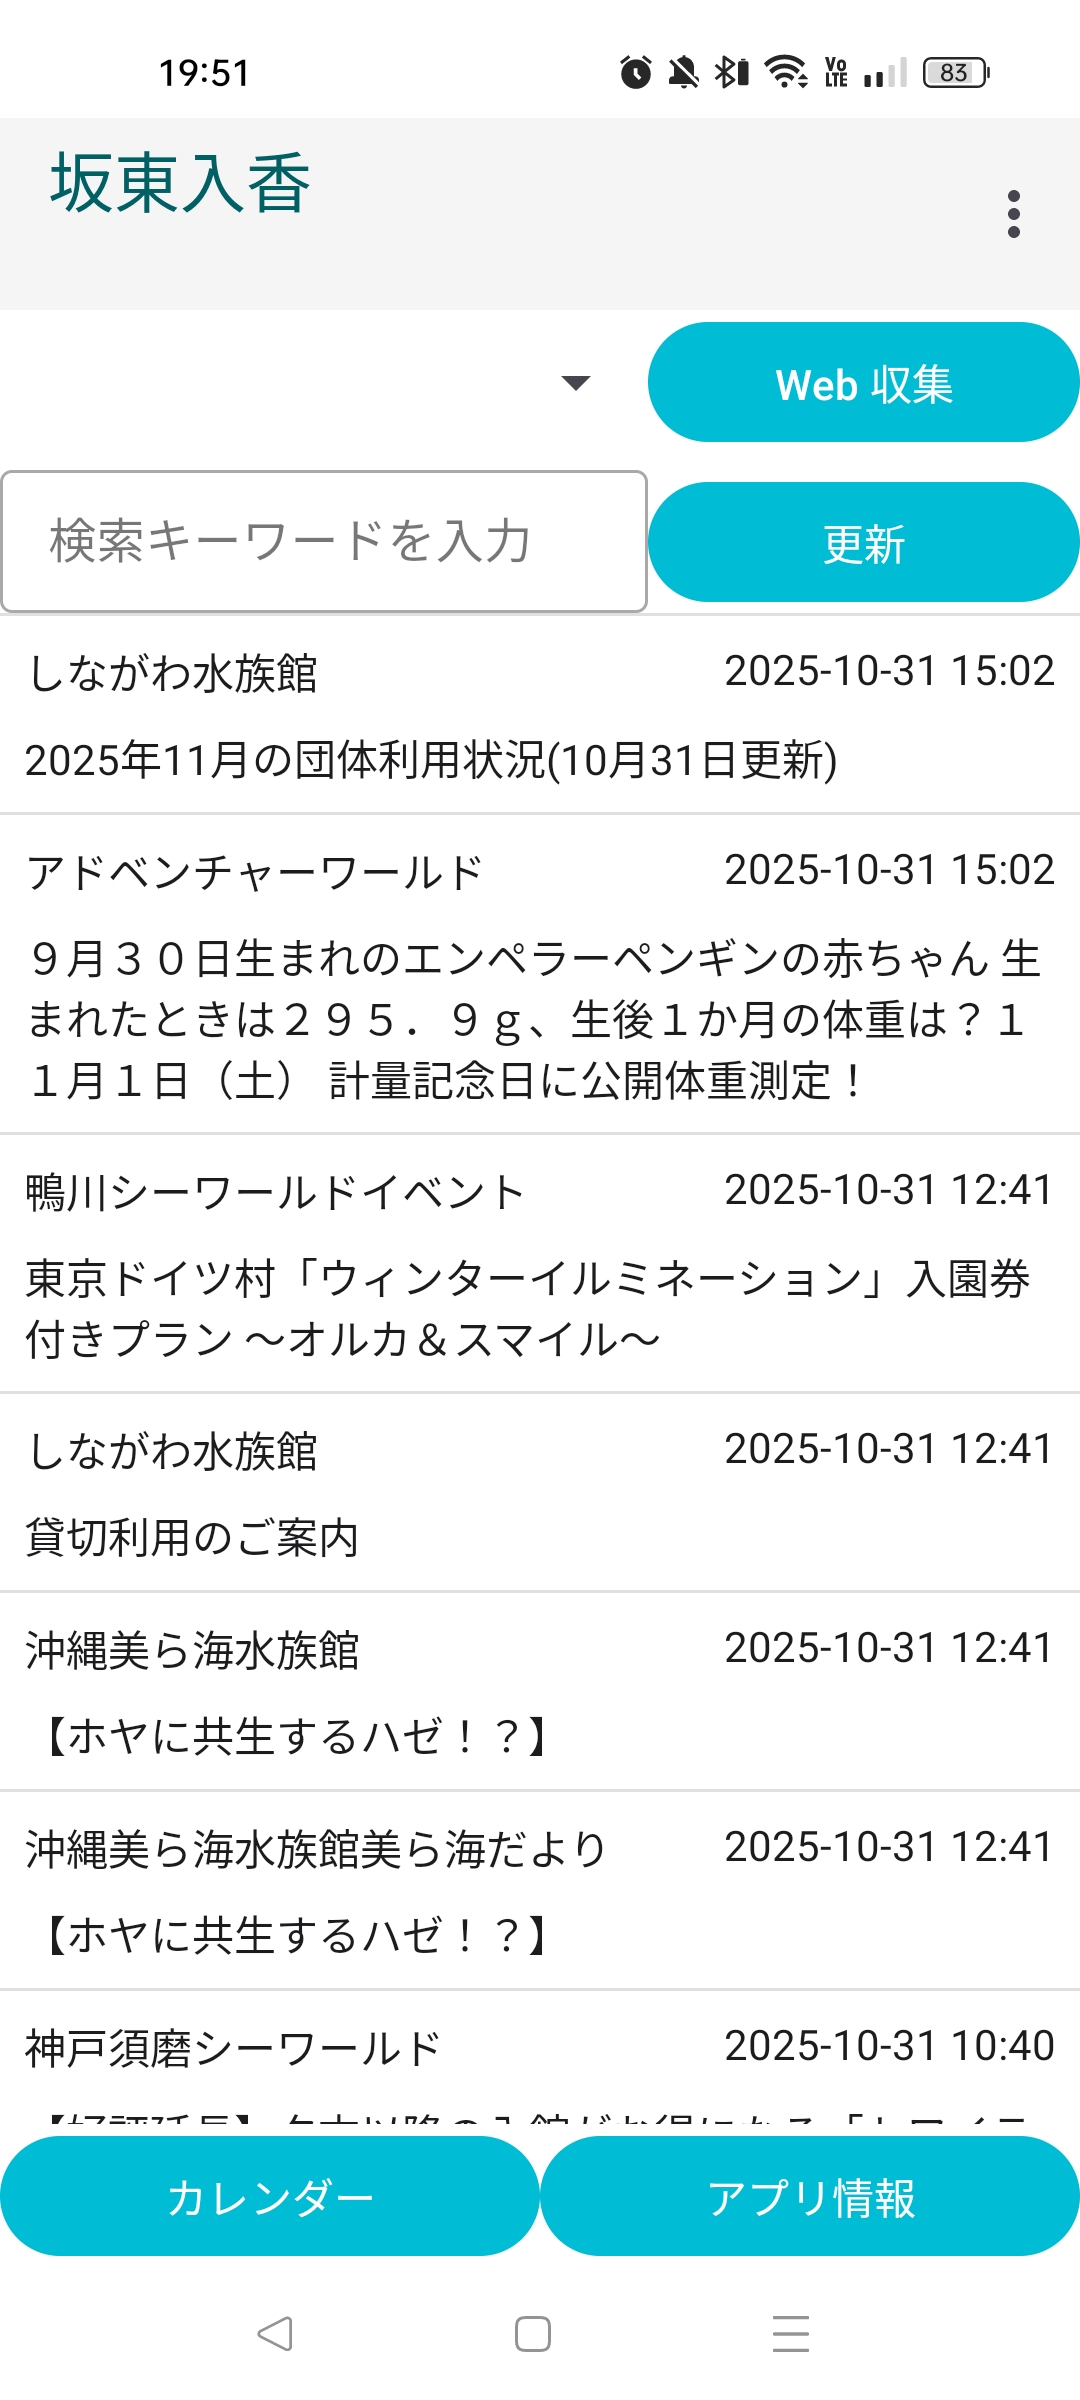 19:51
Vo LTE 83
坂東入香
Web 収集
検索キーワードを入力
更新
しながわ水族館 2025-10-31 15:02
2025年11月の団体利用状況(10月31日更新)
アドベンチャーワールド 2025-10-31 15:02
９月３０日生まれのエンペラーペンギンの赤ちゃん 生
まれたときは２９５．９ｇ、生後１か月の体重は？１
１月１日（土） 計量記念日に公開体重測定！
鴨川シーワールドイベント 2025-10-31 12:41
東京ドイツ村「ウィンターイルミネーション」入園券
付きプラン ～オルカ＆スマイル～
しながわ水族館 2025-10-31 12:41
貸切利用のご案内
沖縄美ら海水族館 2025-10-31 12:41
【ホヤに共生するハゼ！？】
沖縄美ら海水族館美ら海だより 2025-10-31 12:41
【ホヤに共生するハゼ！？】
神戸須磨シーワールド 2025-10-31 10:40
カレンダー
アプリ情報